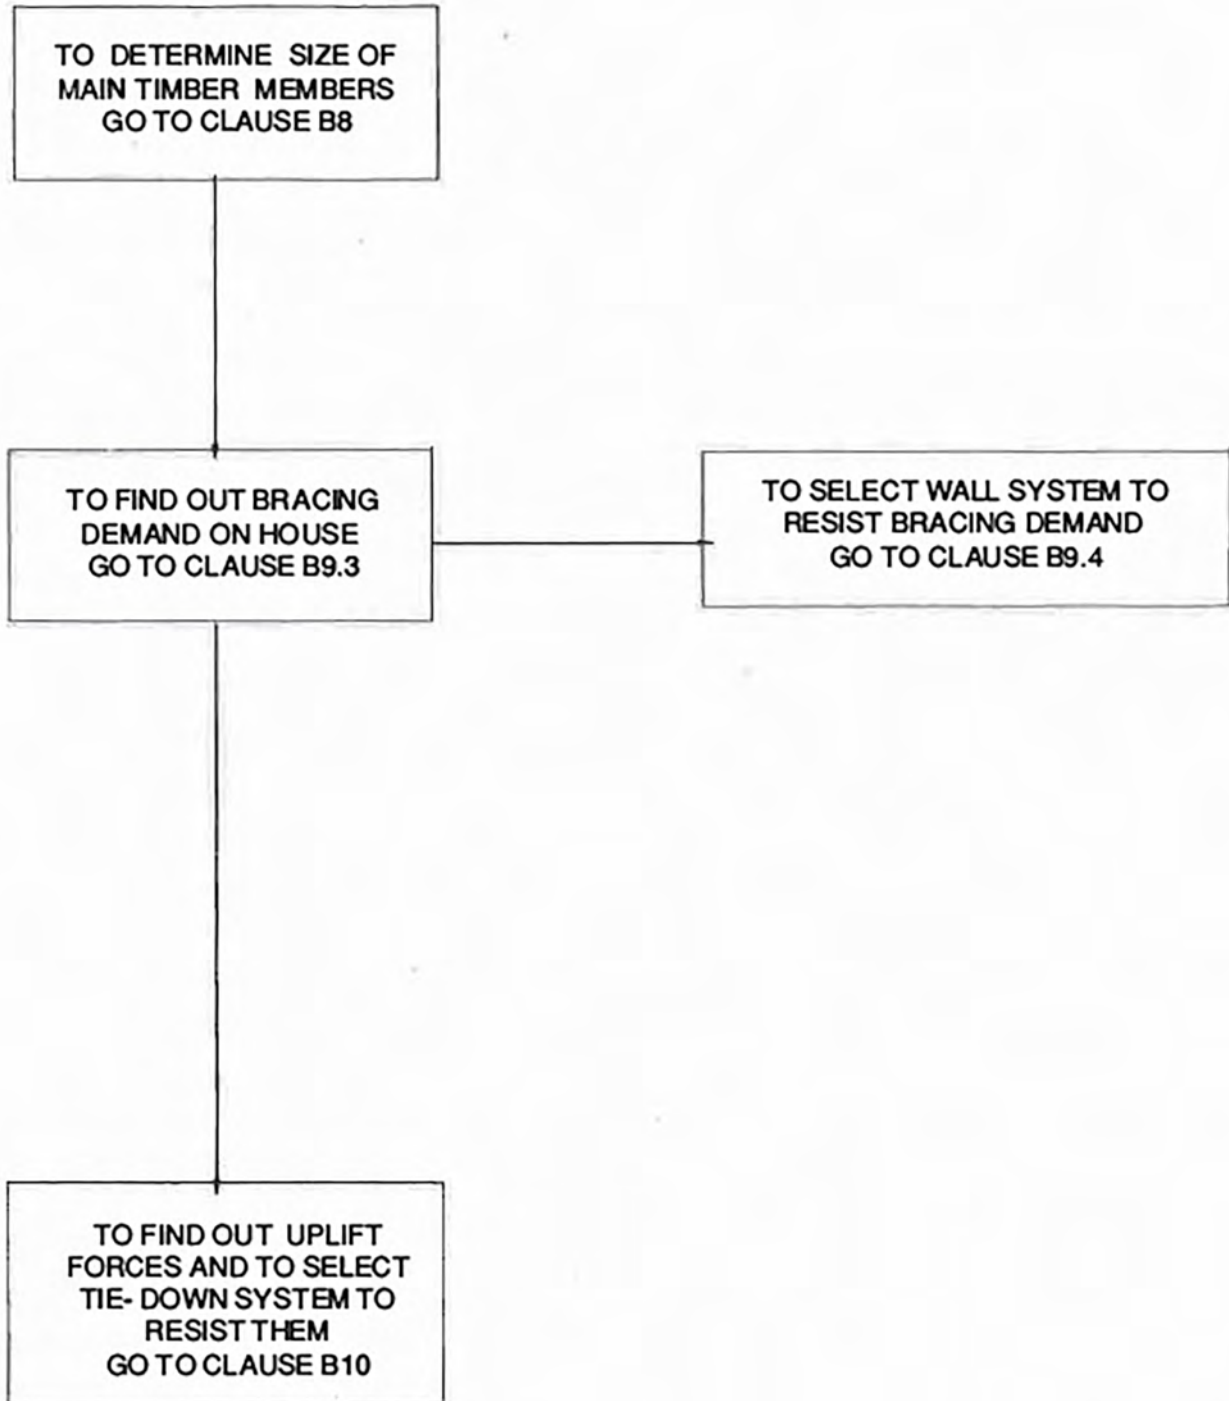 TO DETERMINE SIZE OF
MAIN TIMBER MEMBERS
GO TO CLAUSE B8
TO FIND OUT BRACING
DEMAND ON HOUSE
GO TO CLAUSE B9.3
TO SELECT WALL SYSTEM TO
RESIST BRACING DEMAND
GO TO CLAUSE B9.4
TO FIND OUT UPLIFT
FORCES AND TO SELECT
TIE- DOWN SYSTEM TO
RESIST THEM
GO TO CLAUSE B10